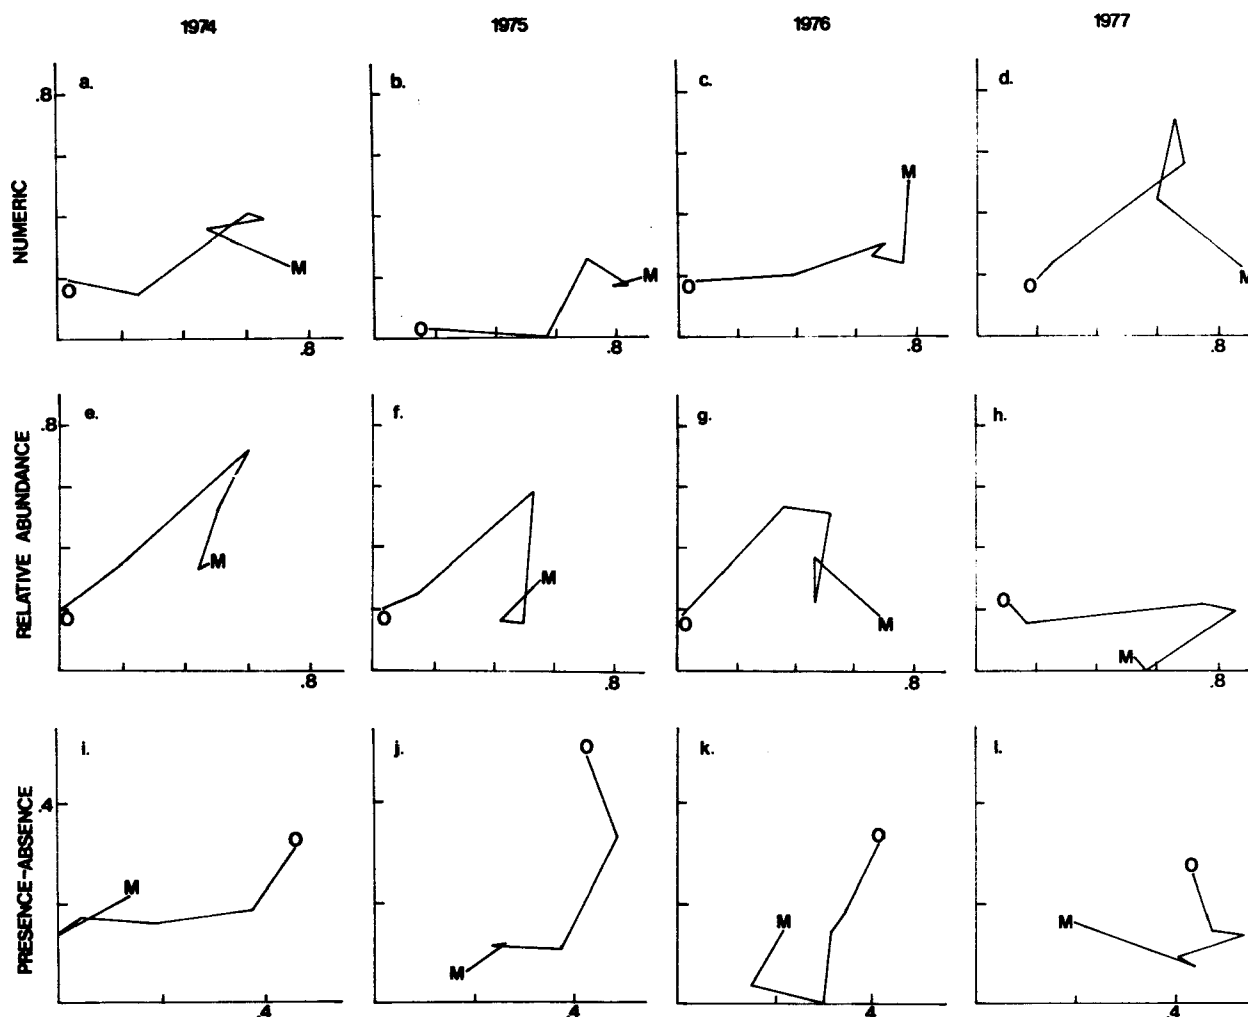 1974 1975 1976 1977
NUMERIC
a. b. c. d.
.8
M
M
M
M
O
O
O
O
.8 .8 .8 .8
RELATIVE ABUNDANCE
e. f. g. h.
.8
M
M
M
M
O
O
O
O
.8 .8 .8 .8
PRESENCE-ABSENCE
i. j. k. l.
.4
O
O
O
O
M
M
M
M
.4 .4 .4 .4